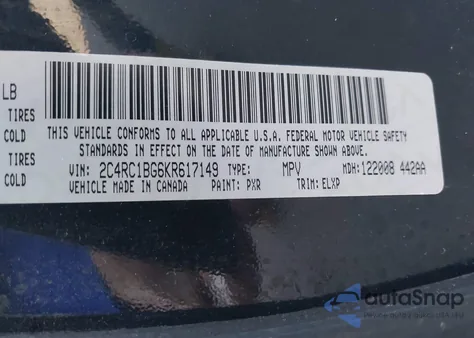 LB
TIRES
COLD
TIRES
COLD
THIS VEHICLE CONFORMS TO ALL APPLICABLE U.S.A. FEDERAL MOTOR VEHICLE SAFETY
STANDARDS IN EFFECT ON THE DATE OF MANUFACTURE SHOWN ABOVE.
VIN: 2C4RC1BG6KR617149 TYPE: MPV MDH: 122008 442AA
VEHICLE MADE IN CANADA PAINT: PXR TRIM: ELXP
autoSnap